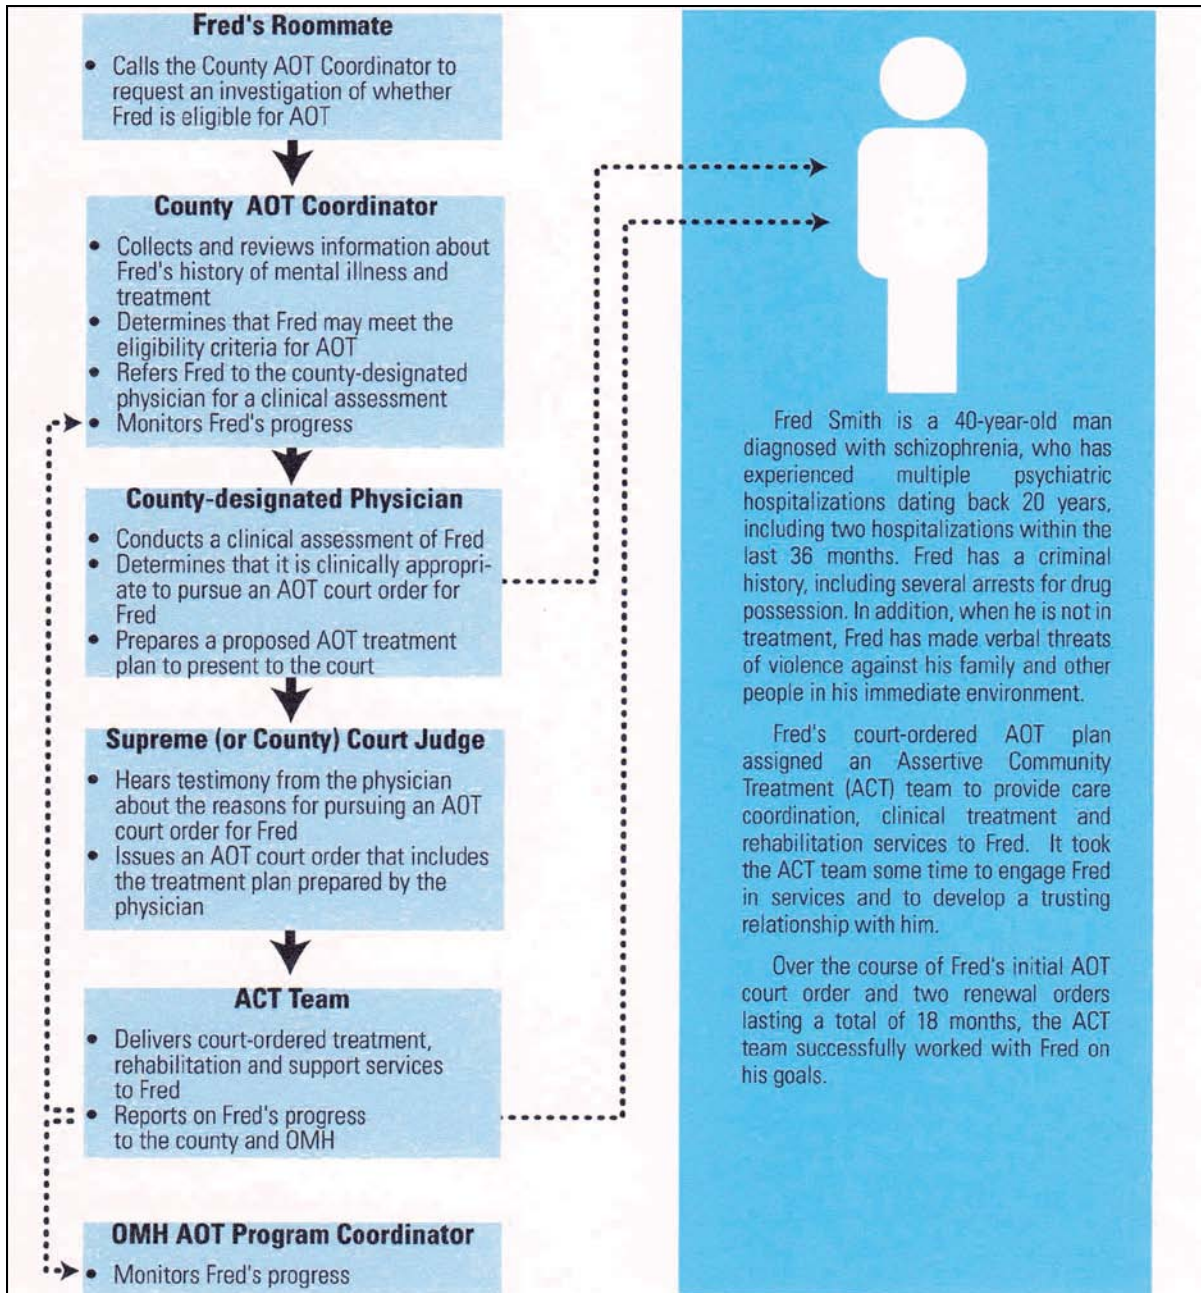 Fred's Roommate
• Calls the County AOT Coordinator to
request an investigation of whether
Fred is eligible for AOT
County AOT Coordinator
• Collects and reviews information about
Fred's history of mental illness and
treatment
• Determines that Fred may meet the
eligibility criteria for AOT
• Refers Fred to the county-designated
physician for a clinical assessment
• Monitors Fred's progress
County-designated Physician
• Conducts a clinical assessment of Fred
• Determines that it is clinically appropri-
ate to pursue an AOT court order for
Fred
• Prepares a proposed AOT treatment
plan to present to the court
Supreme (or County) Court Judge
• Hears testimony from the physician
about the reasons for pursuing an AOT
court order for Fred
• Issues an AOT court order that includes
the treatment plan prepared by the
physician
ACT Team
• Delivers court-ordered treatment,
rehabilitation and support services
to Fred
• Reports on Fred's progress
to the county and OMH
OMH AOT Program Coordinator
• Monitors Fred's progress
Fred Smith is a 40-year-old man
diagnosed with schizophrenia, who has
experienced multiple psychiatric
hospitalizations dating back 20 years,
including two hospitalizations within the
last 36 months. Fred has a criminal
history, including several arrests for drug
possession. In addition, when he is not in
treatment, Fred has made verbal threats
of violence against his family and other
people in his immediate environment.
Fred's court-ordered AOT plan
assigned an Assertive Community
Treatment (ACT) team to provide care
coordination, clinical treatment and
rehabilitation services to Fred. It took
the ACT team some time to engage Fred
in services and to develop a trusting
relationship with him.
Over the course of Fred's initial AOT
court order and two renewal orders
lasting a total of 18 months, the ACT
team successfully worked with Fred on
his goals.